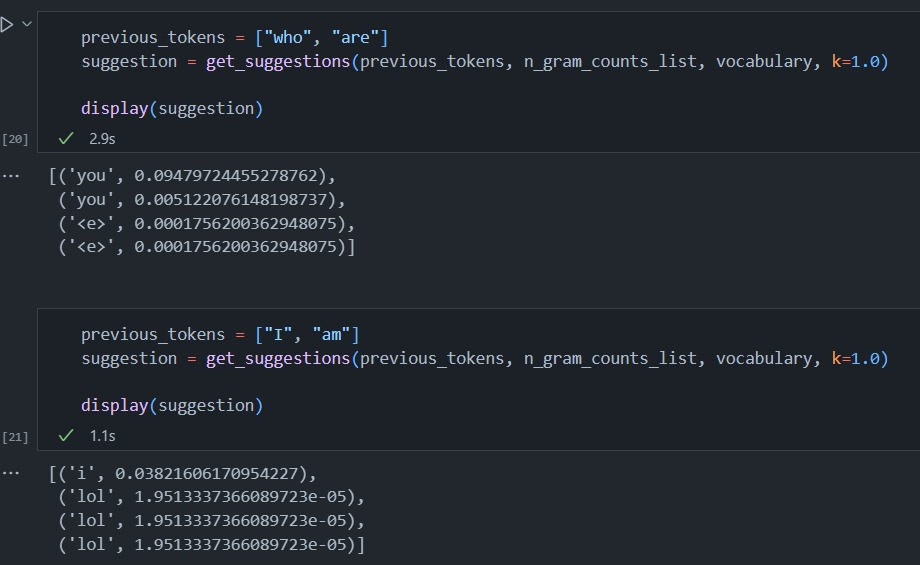 previous_tokens = ["who", "are"]
suggestion = get_suggestions(previous_tokens, n_gram_counts_list, vocabulary, k=1.0)
display(suggestion)
[20] 2.9s
... [('you', 0.09479724455278762),
('you', 0.005122076148198737),
('<e>', 0.0001756200362948075),
('<e>', 0.0001756200362948075)]
previous_tokens = ["I", "am"]
suggestion = get_suggestions(previous_tokens, n_gram_counts_list, vocabulary, k=1.0)
display(suggestion)
[21] 1.1s
... [('i', 0.03821606170954227),
('lol', 1.9513337366089723e-05),
('lol', 1.9513337366089723e-05),
('lol', 1.9513337366089723e-05)]